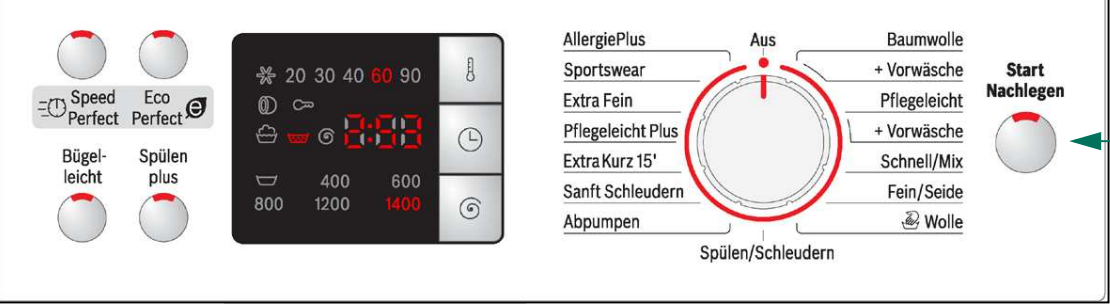 Speed
Perfect
Eco
Perfect
Bügel-
leicht
Spülen
plus
20 30 40 60 90
2:53
400 600
800 1200 1400
AllergiePlus
Sportswear
Extra Fein
Pflegeleicht Plus
Extra Kurz 15'
Sanft Schleudern
Abpumpen
Aus
Spülen/Schleudern
Baumwolle
+ Vorwäsche
Pflegeleicht
+ Vorwäsche
Schnell/Mix
Fein/Seide
Wolle
Start
Nachlegen